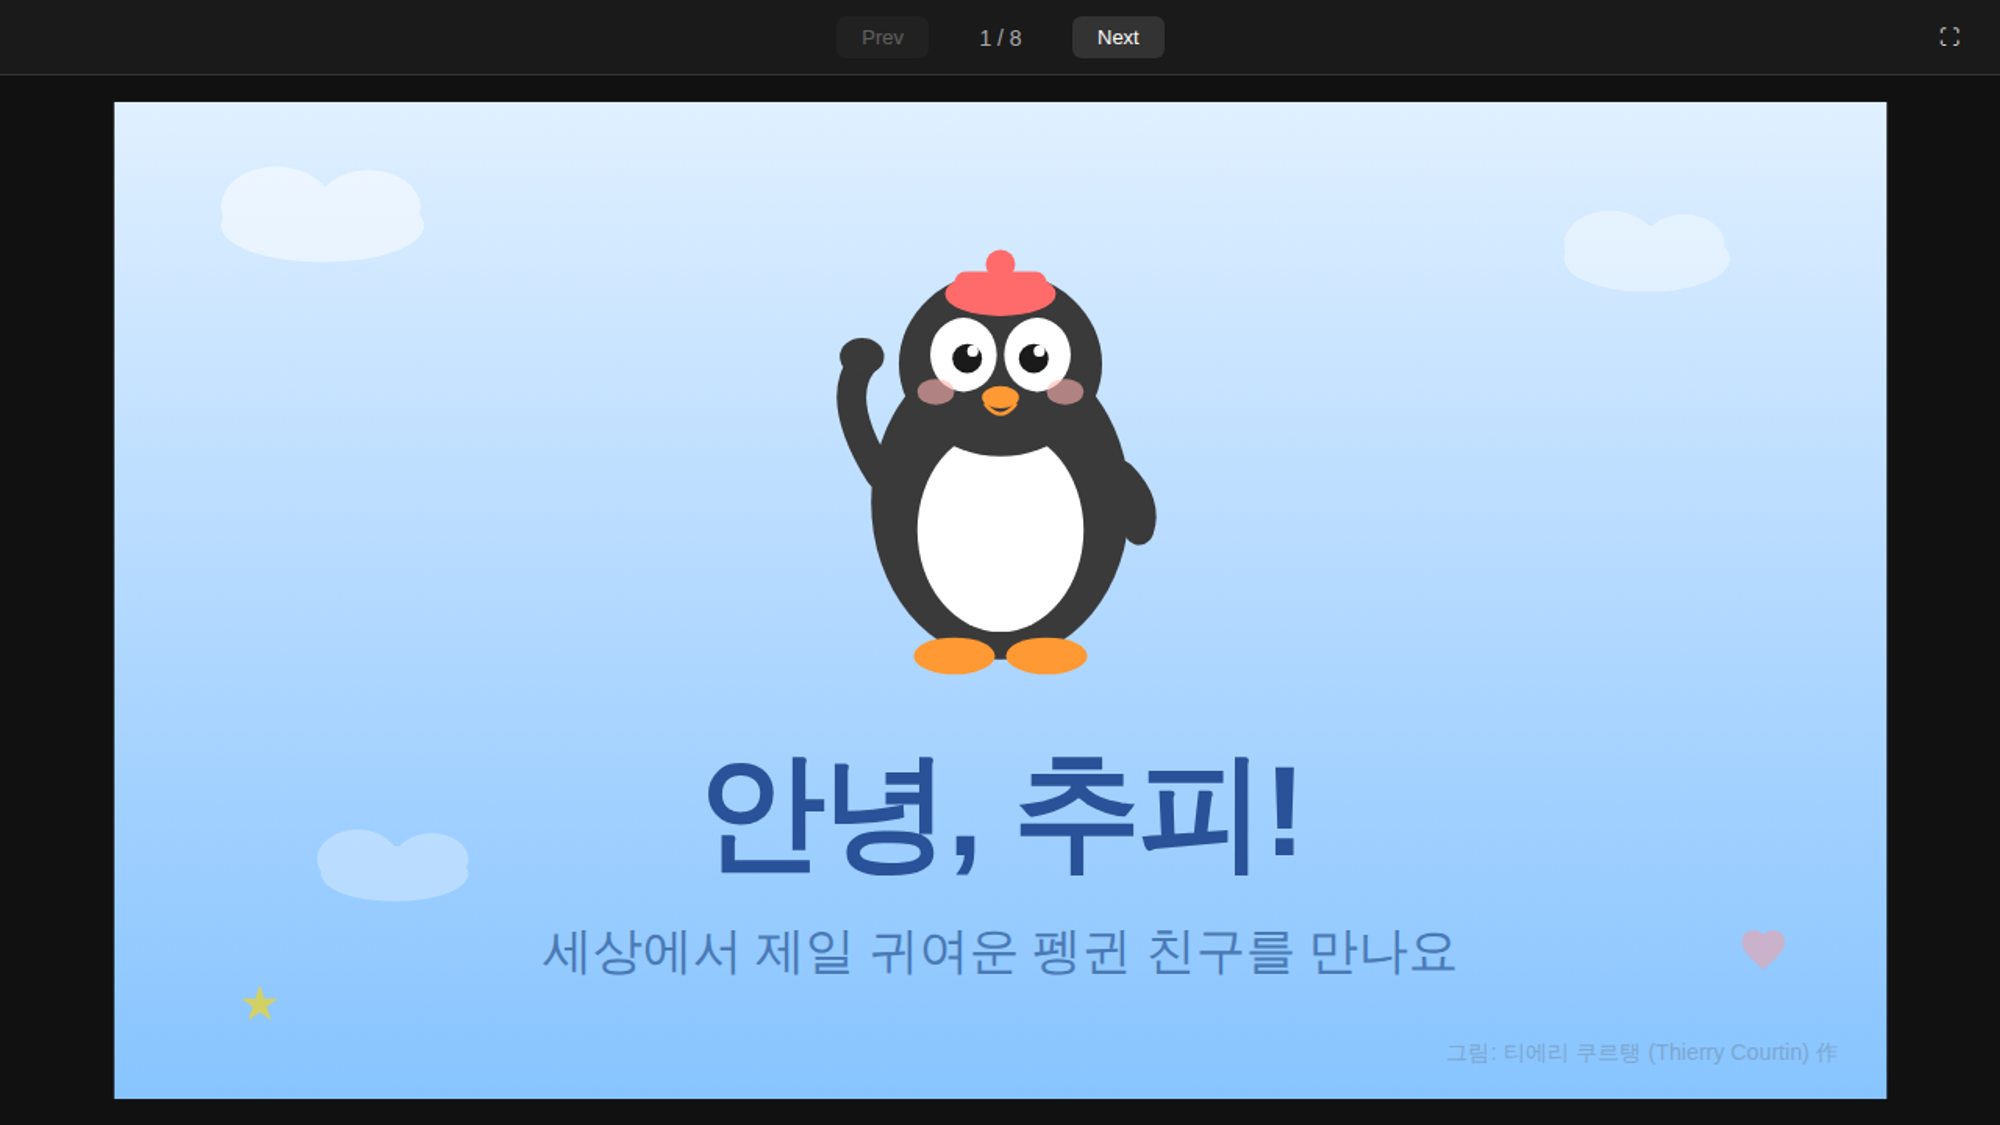 Prev 1 / 8 Next
안녕, 추피!
세상에서 제일 귀여운 펭귄 친구를 만나요
그림: 티에리 쿠르탱 (Thierry Courtin) 作